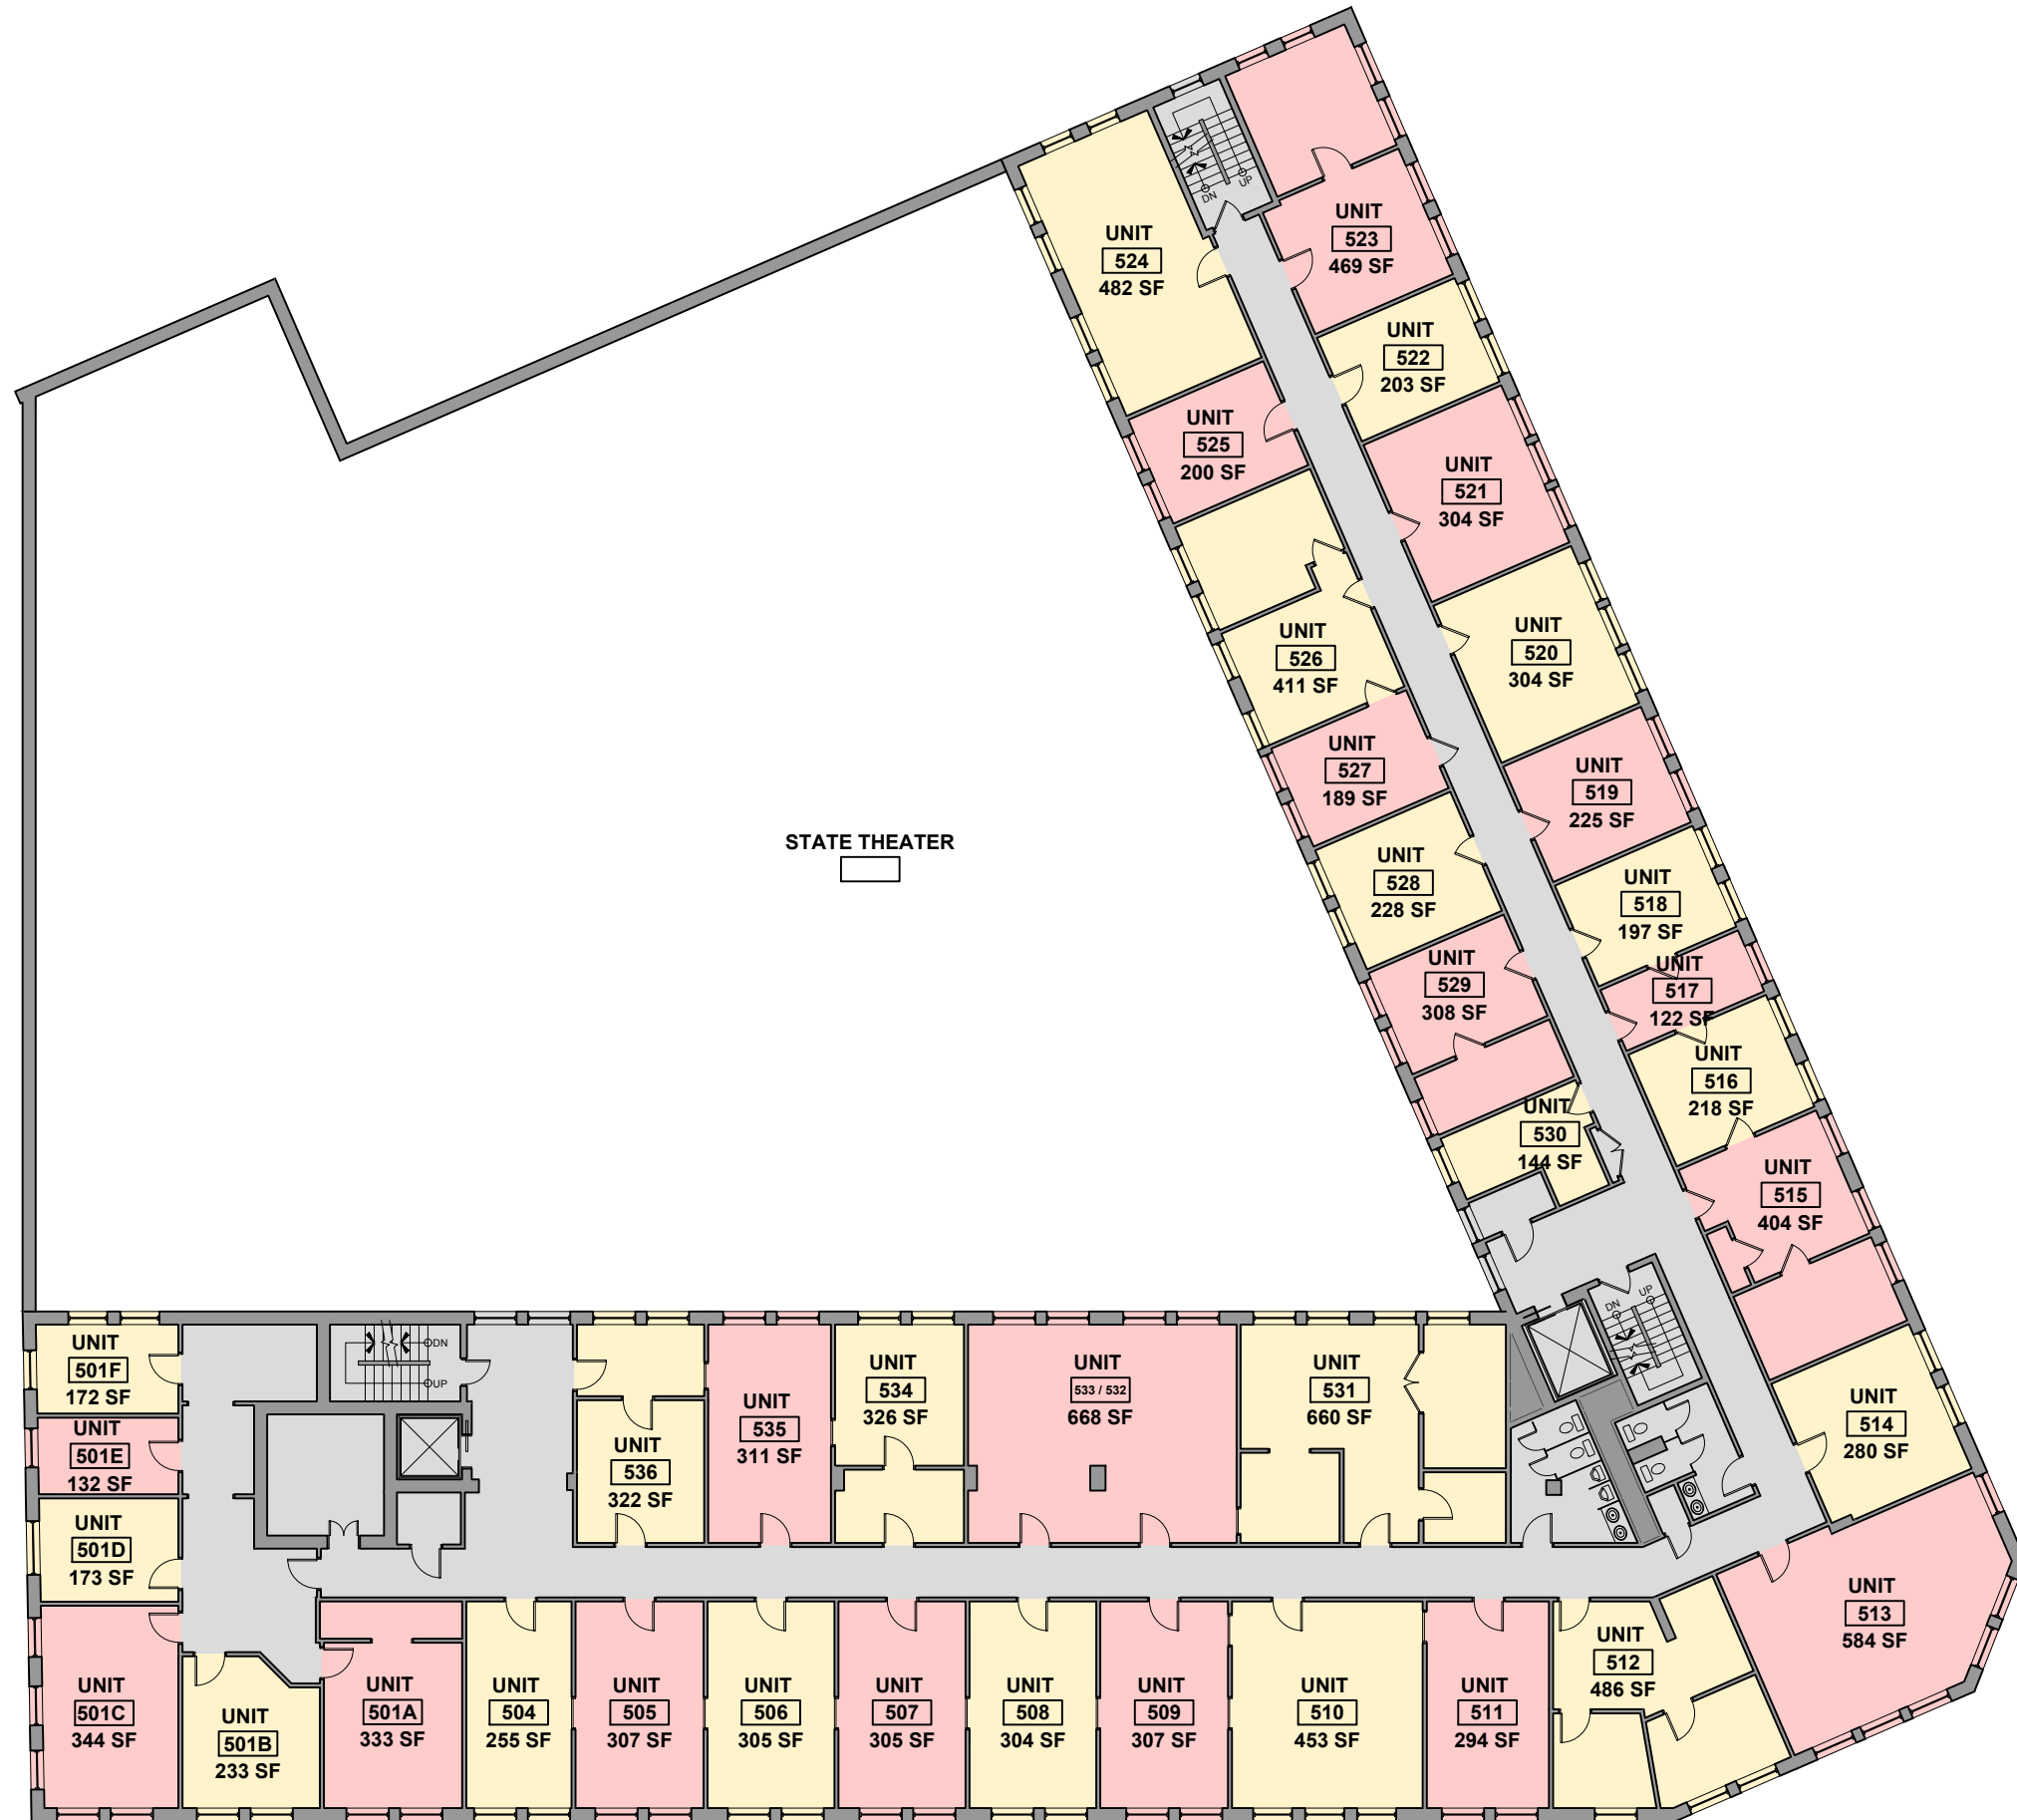 UNIT
523
469 SF
UNIT
524
482 SF
DN
UP
UNIT
522
203 SF
UNIT
525
200 SF
UNIT
521
304 SF
UNIT
526
411 SF
UNIT
520
304 SF
UNIT
527
189 SF
UNIT
519
225 SF
STATE THEATER
UNIT
528
228 SF
UNIT
518
197 SF
UNIT
529
308 SF
UNIT
517
122 SF
UNIT
516
218 SF
UNIT
530
144 SF
UNIT
515
404 SF
DN
UP
UNIT
501F
172 SF
DN
UP
UNIT
534
326 SF
UNIT
533 / 532
668 SF
UNIT
531
660 SF
UNIT
535
311 SF
UNIT
536
322 SF
UNIT
514
280 SF
UNIT
501E
132 SF
UNIT
501D
173 SF
UNIT
513
584 SF
UNIT
501C
344 SF
UNIT
501B
233 SF
UNIT
501A
333 SF
UNIT
504
255 SF
UNIT
505
307 SF
UNIT
506
305 SF
UNIT
507
305 SF
UNIT
508
304 SF
UNIT
509
307 SF
UNIT
510
453 SF
UNIT
511
294 SF
UNIT
512
486 SF